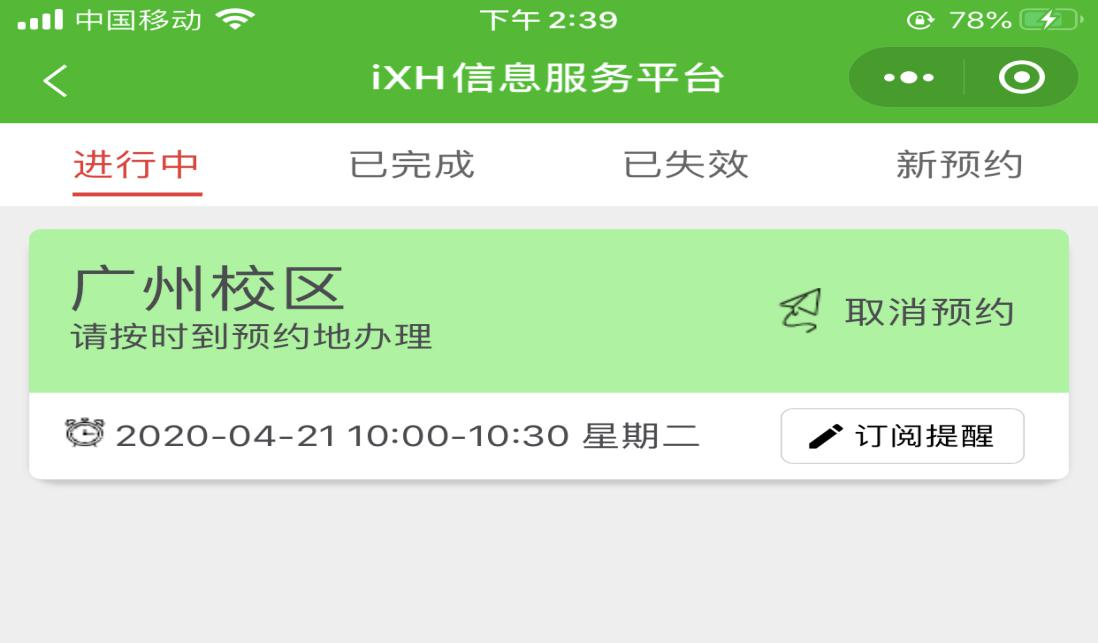 中国移动 下午2:39 78%
iXH信息服务平台
进行中 已完成 已失效 新预约
广州校区
请按时到预约地办理
取消预约
2020-04-21 10:00-10:30 星期二
订阅提醒